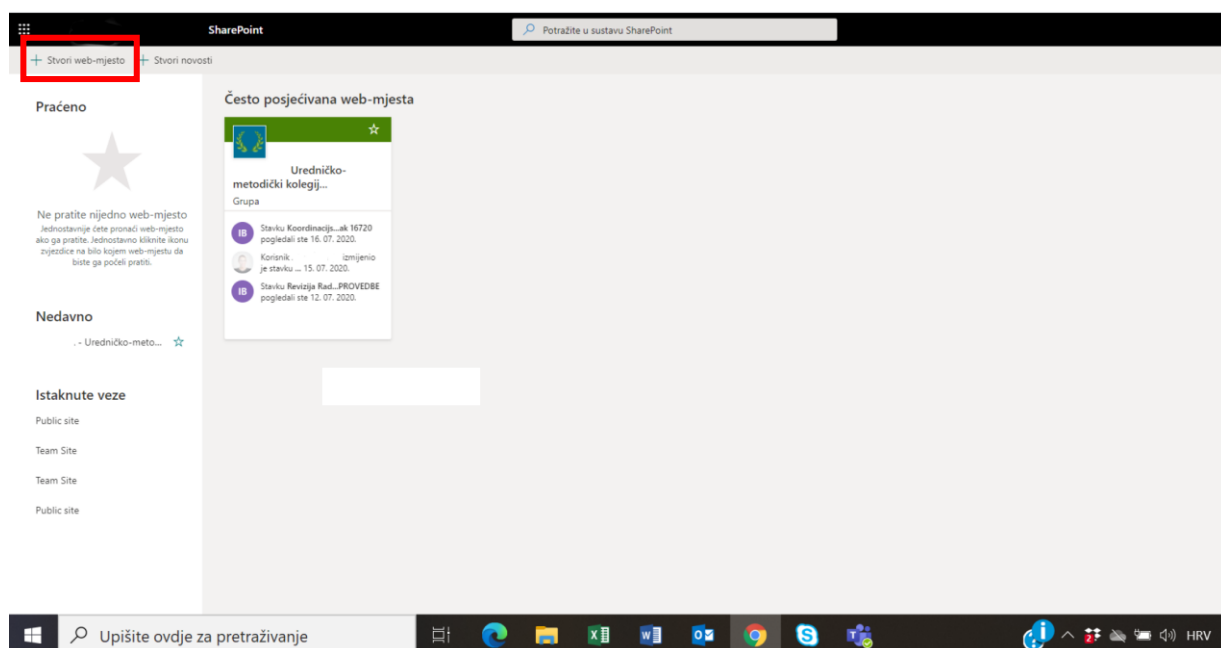 SharePoint
Potražite u sustavu SharePoint
Stvori web-mjesto
Stvori novosti
Praćeno
Ne pratite nijedno web-mjesto
Jednostavnije ćete pronaći web-mjesto
ako ga pratite. Jednostavno kliknite ikonu
zvjezdice na bilo kojem web-mjestu da
biste ga počeli pratiti.
Nedavno
. - Uredničko-meto...
Istaknute veze
Public site
Team Site
Team Site
Public site
Često posjećivana web-mjesta
Uredničko-
metodički kolegij...
Grupa
IB
Stavku Koordinacijs...ak 16720
pogledali ste 16. 07. 2020.
Korisnik . izmijenio
je stavku ... 15. 07. 2020.
IB
Stavku Revizija Rad...PROVEDBE
pogledali ste 12. 07. 2020.
Upišite ovdje za pretraživanje
HRV